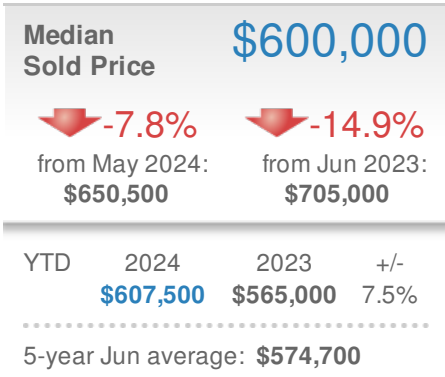 Median $600,000
Sold Price
-7.8% -14.9%
from May 2024: from Jun 2023:
$650,500 $705,000
YTD 2024 2023 +/-
$607,500 $565,000 7.5%
5-year Jun average: $574,700